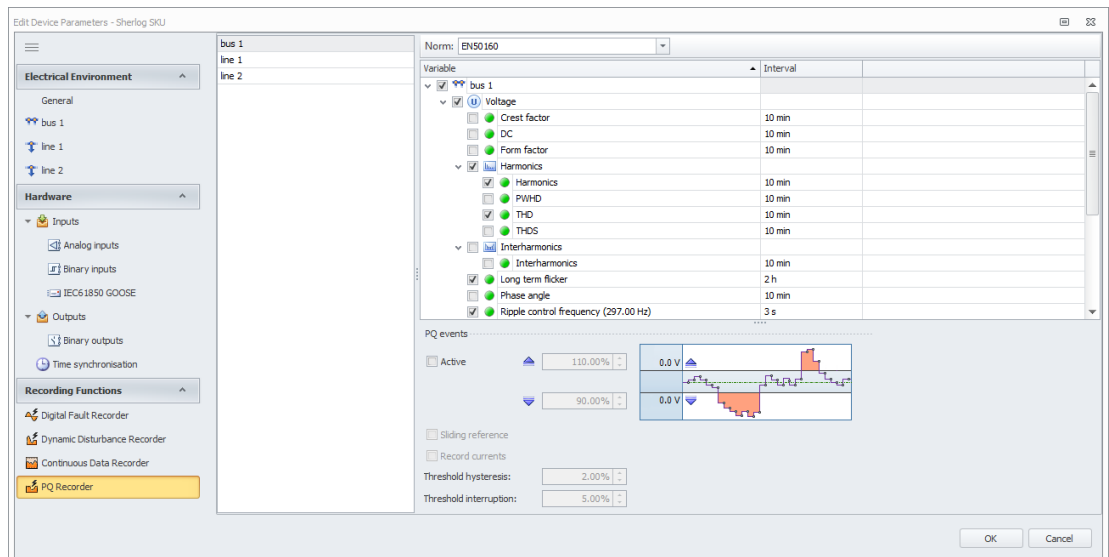 Edit Device Parameters - Sherlog SKU
Electrical Environment
General
bus 1
line 1
line 2
Hardware
Inputs
Analog inputs
Binary inputs
IEC61850 GOOSE
Outputs
Binary outputs
Time synchronisation
Recording Functions
Digital Fault Recorder
Dynamic Disturbance Recorder
Continuous Data Recorder
PQ Recorder
bus 1
line 1
line 2
Norm: EN50160
Variable Interval
bus 1
U Voltage
Crest factor 10 min
DC 10 min
Form factor 10 min
Harmonics
Harmonics 10 min
PWHD 10 min
THD 10 min
THDS 10 min
Interharmonics
Interharmonics 10 min
Long term flicker 2 h
Phase angle 10 min
Ripple control frequency (297.00 Hz) 3 s
PQ events
Active 110.00% 0.0 V
90.00% 0.0 V
Sliding reference
Record currents
Threshold hysteresis: 2.00%
Threshold interruption: 5.00%
OK Cancel